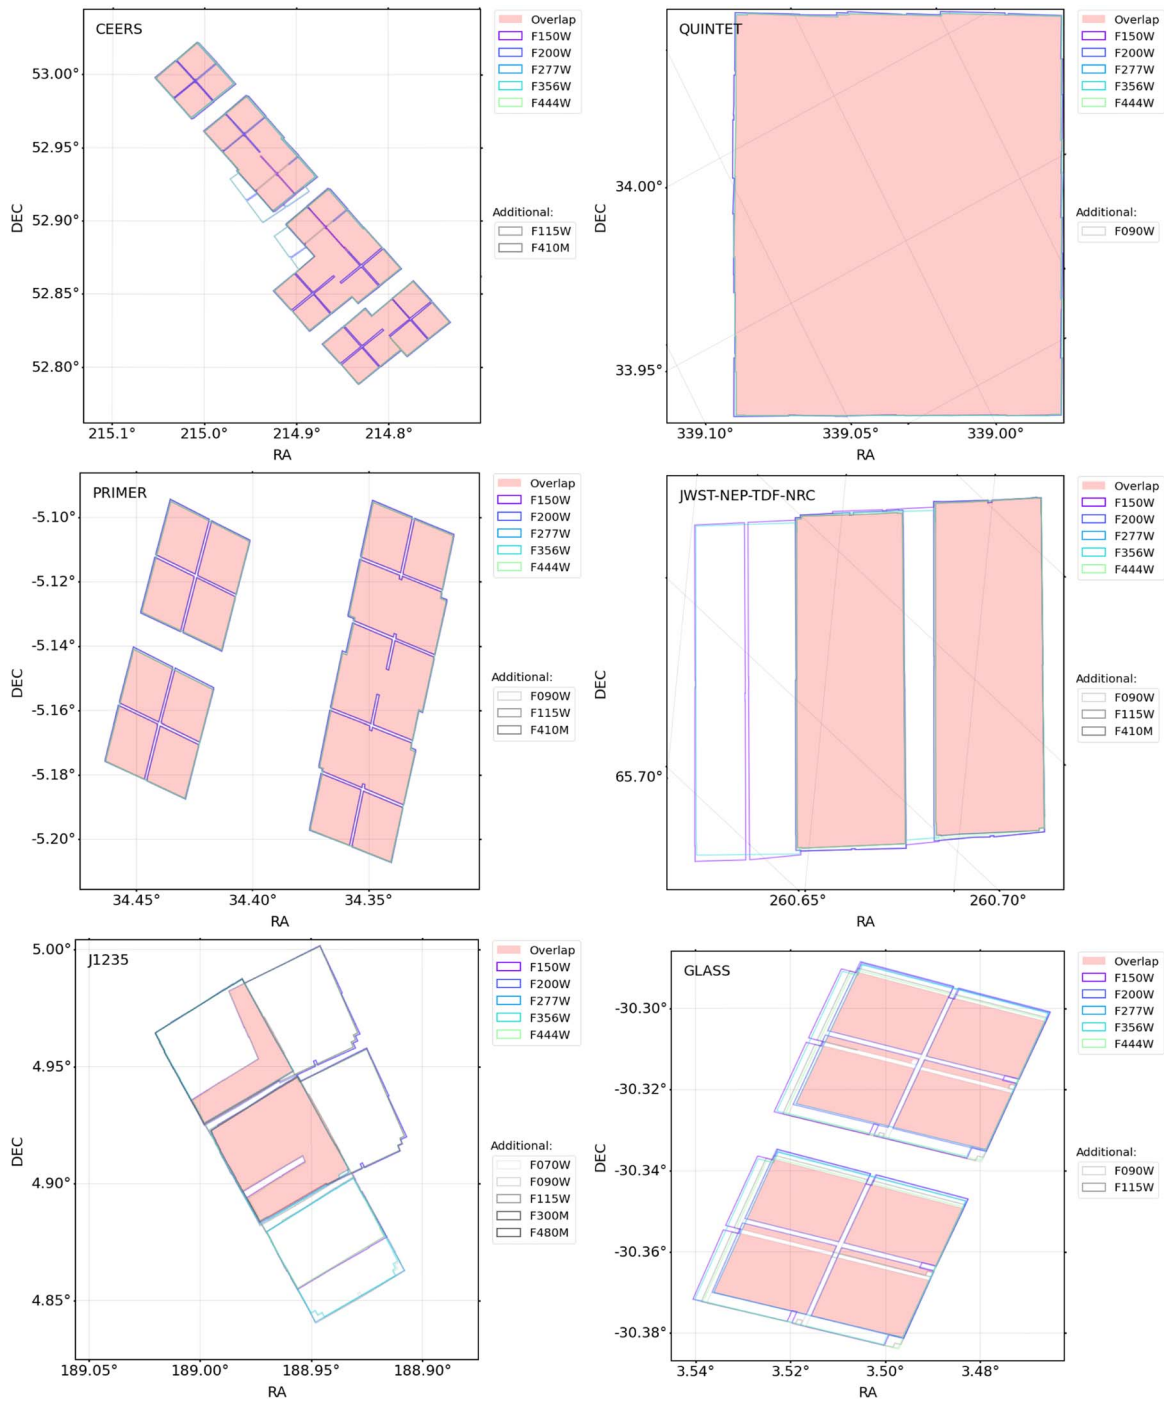 CEERS
53.00°
52.95°
52.90°
52.85°
52.80°
215.1°
215.0°
214.9°
214.8°
DEC
RA
Overlap
F150W
F200W
F277W
F356W
F444W
Additional:
F115W
F410M
QUINTET
34.00°
33.95°
339.10°
339.05°
339.00°
DEC
RA
Overlap
F150W
F200W
F277W
F356W
F444W
Additional:
F090W
PRIMER
-5.10°
-5.12°
-5.14°
-5.16°
-5.18°
-5.20°
34.45°
34.40°
34.35°
DEC
RA
Overlap
F150W
F200W
F277W
F356W
F444W
Additional:
F090W
F115W
F410M
JWST-NEP-TDF-NRC
65.70°
260.65°
260.70°
DEC
RA
Overlap
F150W
F200W
F277W
F356W
F444W
Additional:
F090W
F115W
F410M
J1235
5.00°
4.95°
4.90°
4.85°
189.05°
189.00°
188.95°
188.90°
DEC
RA
Overlap
F150W
F200W
F277W
F356W
F444W
Additional:
F070W
F090W
F115W
F300M
F480M
GLASS
-30.30°
-30.32°
-30.34°
-30.36°
-30.38°
3.54°
3.52°
3.50°
3.48°
DEC
RA
Overlap
F150W
F200W
F277W
F356W
F444W
Additional:
F090W
F115W